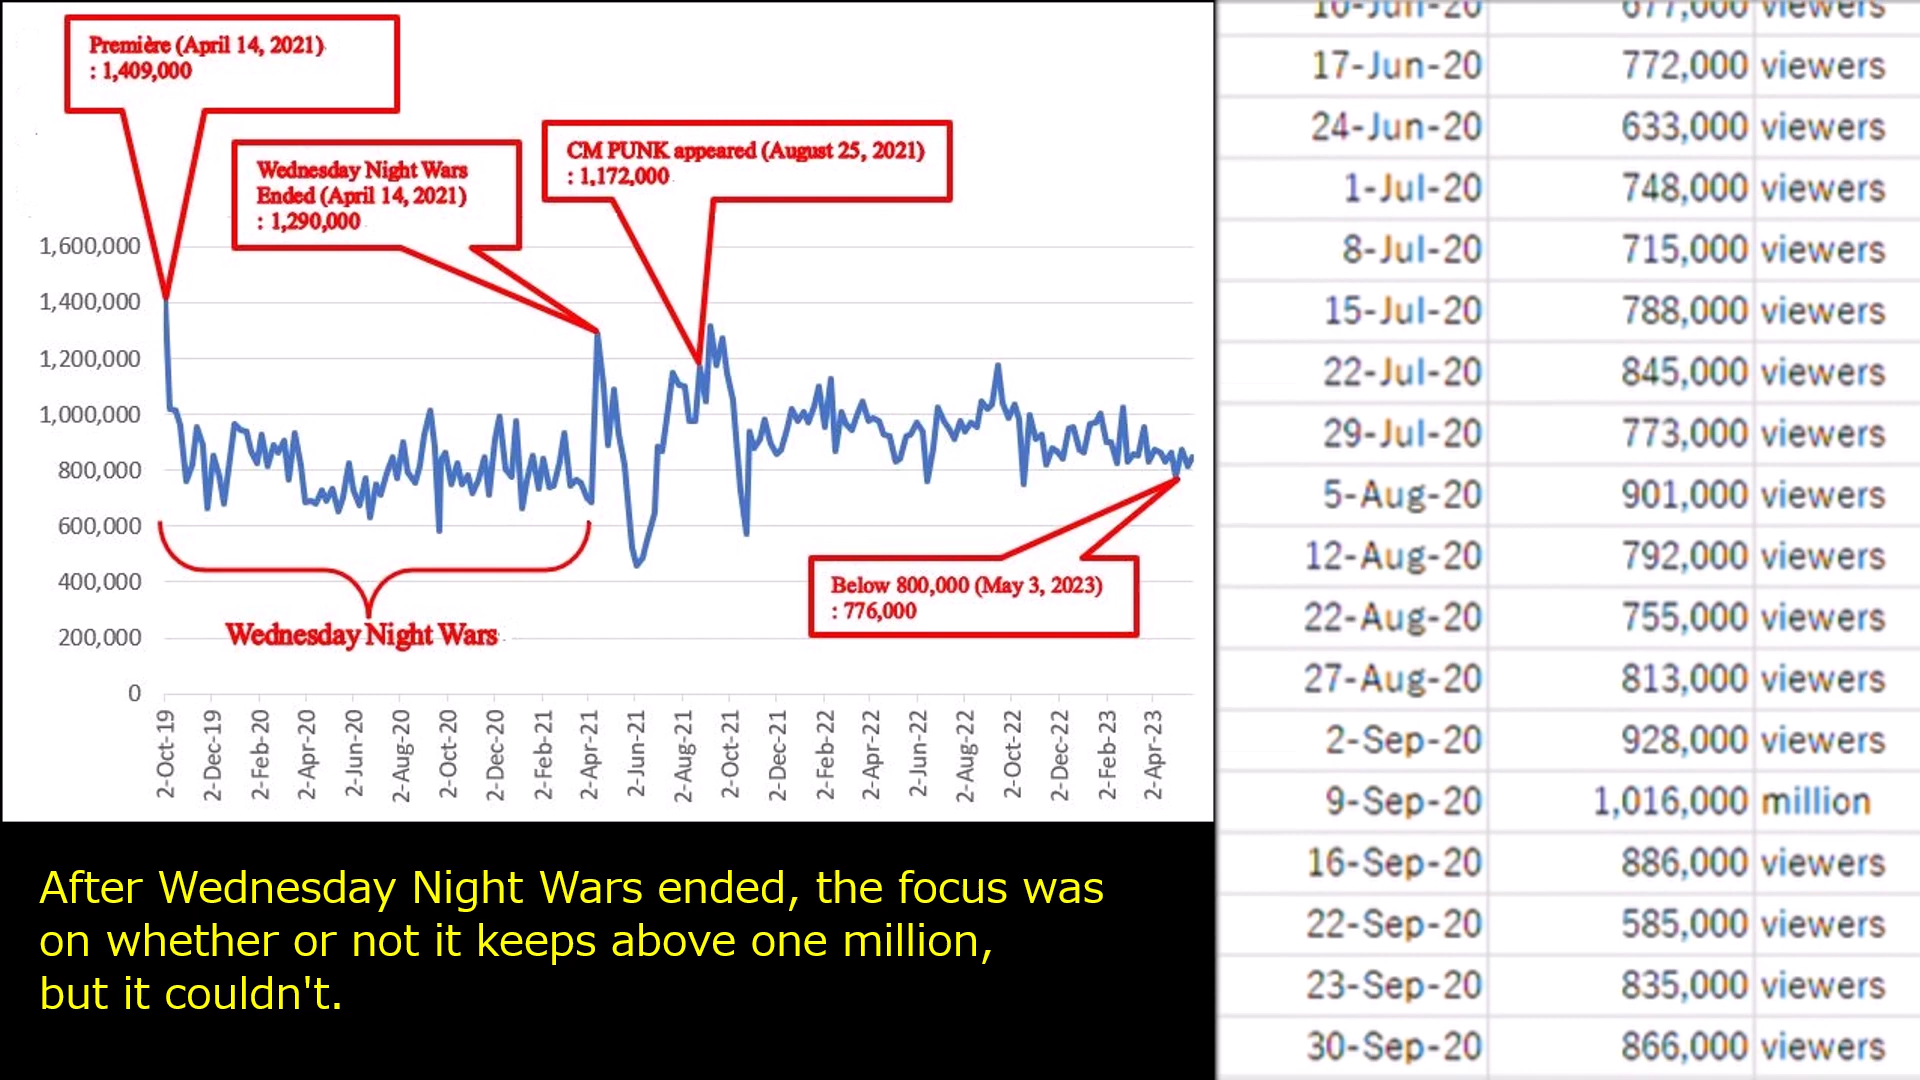 Première (April 14, 2021)
: 1,409,000
Wednesday Night Wars
Ended (April 14, 2021)
: 1,290,000
CM PUNK appeared (August 25, 2021)
: 1,172,000
1,600,000
1,400,000
1,200,000
1,000,000
800,000
600,000
400,000
200,000
0
Wednesday Night Wars
Below 800,000 (May 3, 2023)
: 776,000
2-Oct-19
2-Dec-19
2-Feb-20
2-Apr-20
2-Jun-20
2-Aug-20
2-Oct-20
2-Dec-20
2-Feb-21
2-Apr-21
2-Jun-21
2-Aug-21
2-Oct-21
2-Dec-21
2-Feb-22
2-Apr-22
2-Jun-22
2-Aug-22
2-Oct-22
2-Dec-22
2-Feb-23
2-Apr-23
After Wednesday Night Wars ended, the focus was
on whether or not it keeps above one million,
but it couldn't.
10-Jun-20 677,000 viewers
17-Jun-20 772,000 viewers
24-Jun-20 633,000 viewers
1-Jul-20 748,000 viewers
8-Jul-20 715,000 viewers
15-Jul-20 788,000 viewers
22-Jul-20 845,000 viewers
29-Jul-20 773,000 viewers
5-Aug-20 901,000 viewers
12-Aug-20 792,000 viewers
22-Aug-20 755,000 viewers
27-Aug-20 813,000 viewers
2-Sep-20 928,000 viewers
9-Sep-20 1,016,000 million
16-Sep-20 886,000 viewers
22-Sep-20 585,000 viewers
23-Sep-20 835,000 viewers
30-Sep-20 866,000 viewers